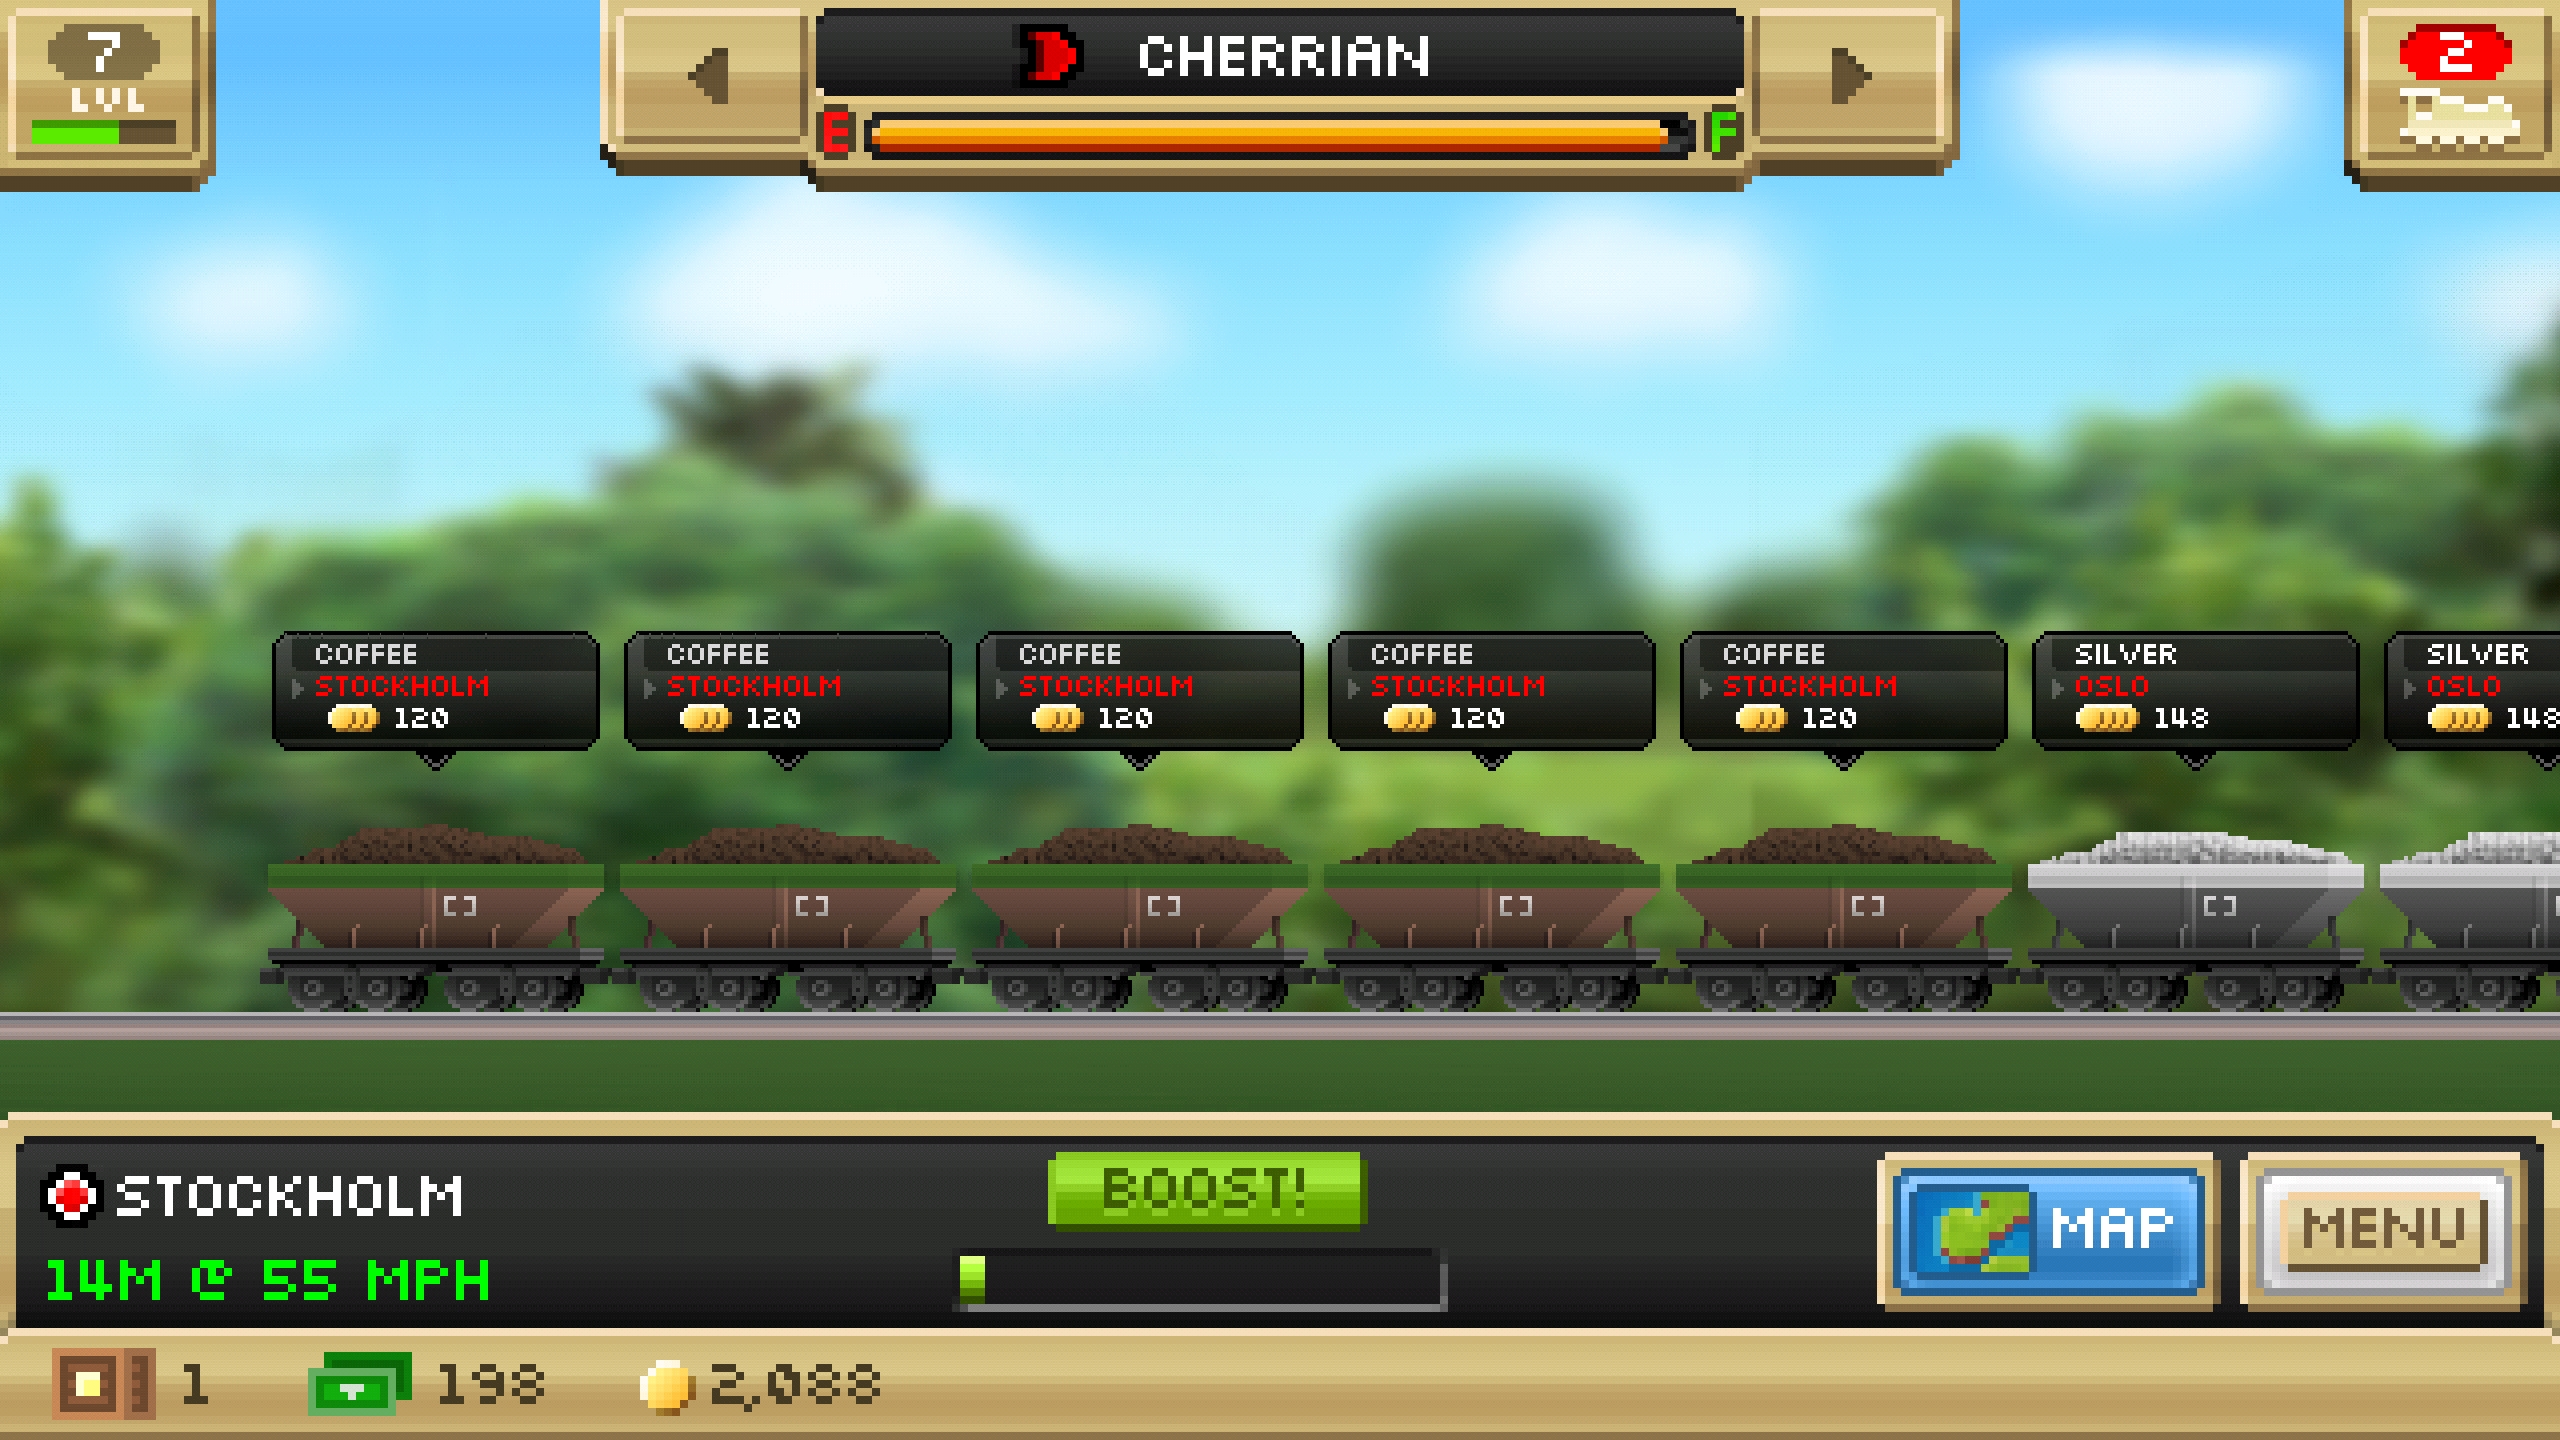 7
LVL
CHERRIAN
E F
2
COFFEE
STOCKHOLM
120
COFFEE
STOCKHOLM
120
COFFEE
STOCKHOLM
120
COFFEE
STOCKHOLM
120
COFFEE
STOCKHOLM
120
SILVER
OSLO
148
SILVER
OSLO
148
STOCKHOLM
14M @ 55 MPH
BOOST!
MAP
MENU
1 198 2,088